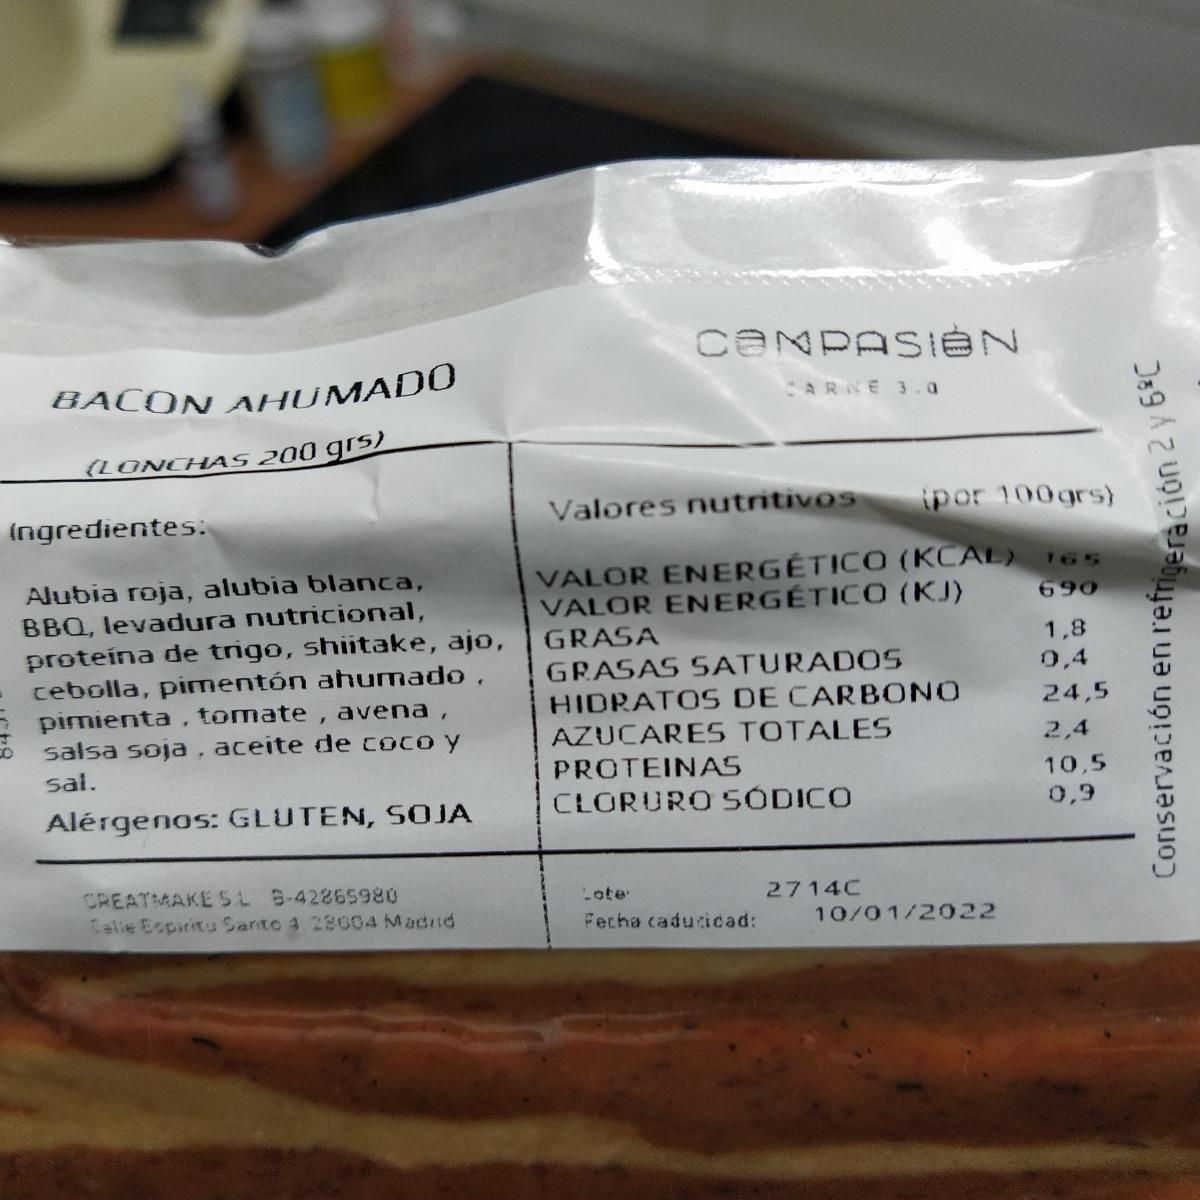 BACON AHUMADO
(LONCHAS 200 grs)
COMPASIÓN
CARNE 3.0
Ingredientes:
Alubia roja, alubia blanca,
BBQ, levadura nutricional,
proteína de trigo, shiitake, ajo,
cebolla, pimentón ahumado ,
pimienta , tomate , avena ,
salsa soja , aceite de coco y
sal.
Alérgenos: GLUTEN, SOJA
Valores nutritivos (por 100grs)
VALOR ENERGÉTICO (KCAL) 165
VALOR ENERGÉTICO (KJ) 690
GRASA 1,8
GRASAS SATURADOS 0,4
HIDRATOS DE CARBONO 24,5
AZUCARES TOTALES 2,4
PROTEINAS 10,5
CLORURO SÓDICO 0,9
CREATMAKE S.L B-42865980
Calle Espiritu Santo 4 28004 Madrid
Lote: 2714C
Fecha caducidad: 10/01/2022
Conservación en refrigeración 2 y 6ºC